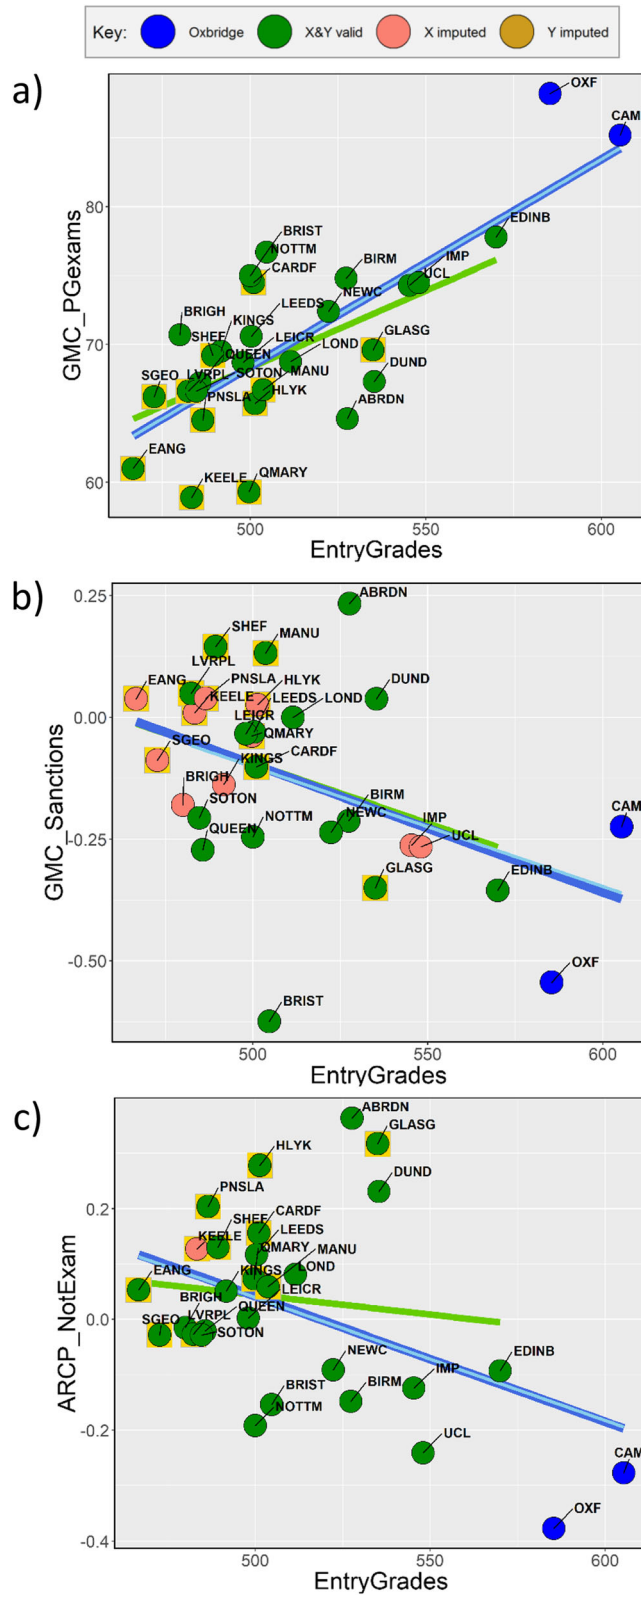 Key: Oxbridge X&Y valid X imputed Y imputed
a)
OXF
CAM
EDINB
BRIST
NOTTM
CARDF
BIRM
IMP
UCL
NEWC
BRIGH
KINGS
LEEDS
SHEF
QUEEN
LEICR
LOND
GLASG
SGEO
LVRPL
SOTON
MANU
DUND
PNSLA
HLYK
ABRDN
EANG
KEELE
QMARY
80
70
60
GMC_PGexams
500 550 600
EntryGrades
b)
ABRDN
SHEF
MANU
LVRPL
EANG
PNSLA
HLYK
DUND
KEELE
LEEDS
LOND
LEICR
QMARY
SGEO
KINGS
CARDF
BRIGH
SOTON
BIRM
NEWC
IMP
CAM
QUEEN
NOTTM
UCL
GLASG
EDINB
OXF
BRIST
0.25
0.00
-0.25
-0.50
GMC_Sanctions
500 550 600
EntryGrades
c)
ABRDN
GLASG
HLYK
DUND
PNSLA
SHEF
CARDF
KEELE
LEEDS
QMARY
MANU
EANG
KINGS
LOND
BRIGH
LEICR
SGEO
LVRPL
QUEEN
SOTON
NEWC
EDINB
BRIST
BIRM
IMP
NOTTM
UCL
CAM
OXF
0.2
0.0
-0.2
-0.4
ARCP_NotExam
500 550 600
EntryGrades